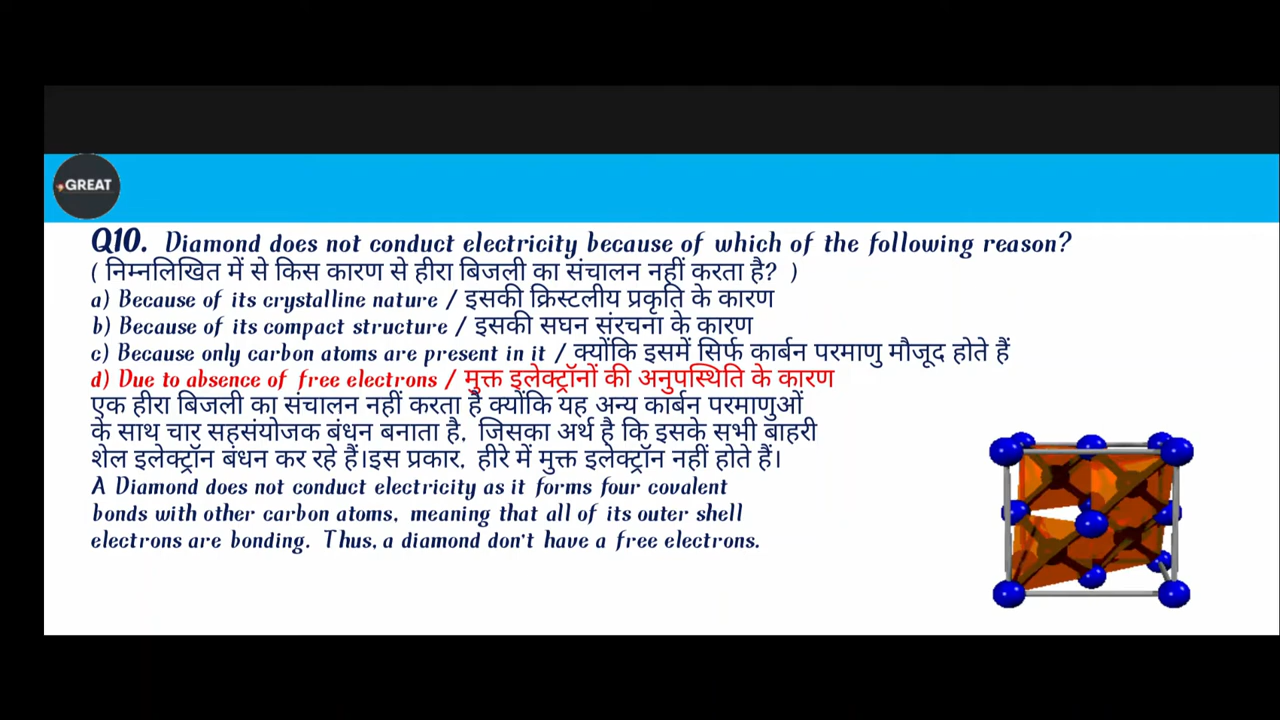 GREAT
Q10. Diamond does not conduct electricity because of which of the following reason?
( निम्नलिखित में से किस कारण से हीरा बिजली का संचालन नहीं करता है? )
a) Because of its crystalline nature / इसकी क्रिस्टलीय प्रकृति के कारण
b) Because of its compact structure / इसकी सघन संरचना के कारण
c) Because only carbon atoms are present in it / क्योंकि इसमें सिर्फ कार्बन परमाणु मौजूद होते हैं
d) Due to absence of free electrons / मुक्त इलेक्ट्रॉनों की अनुपस्थिति के कारण
एक हीरा बिजली का संचालन नहीं करता है क्योंकि यह अन्य कार्बन परमाणुओं
के साथ चार सहसंयोजक बंधन बनाता है, जिसका अर्थ है कि इसके सभी बाहरी
शेल इलेक्ट्रॉन बंधन कर रहे हैं।इस प्रकार, हीरे में मुक्त इलेक्ट्रॉन नहीं होते हैं।
A Diamond does not conduct electricity as it forms four covalent
bonds with other carbon atoms, meaning that all of its outer shell
electrons are bonding. Thus, a diamond don't have a free electrons.